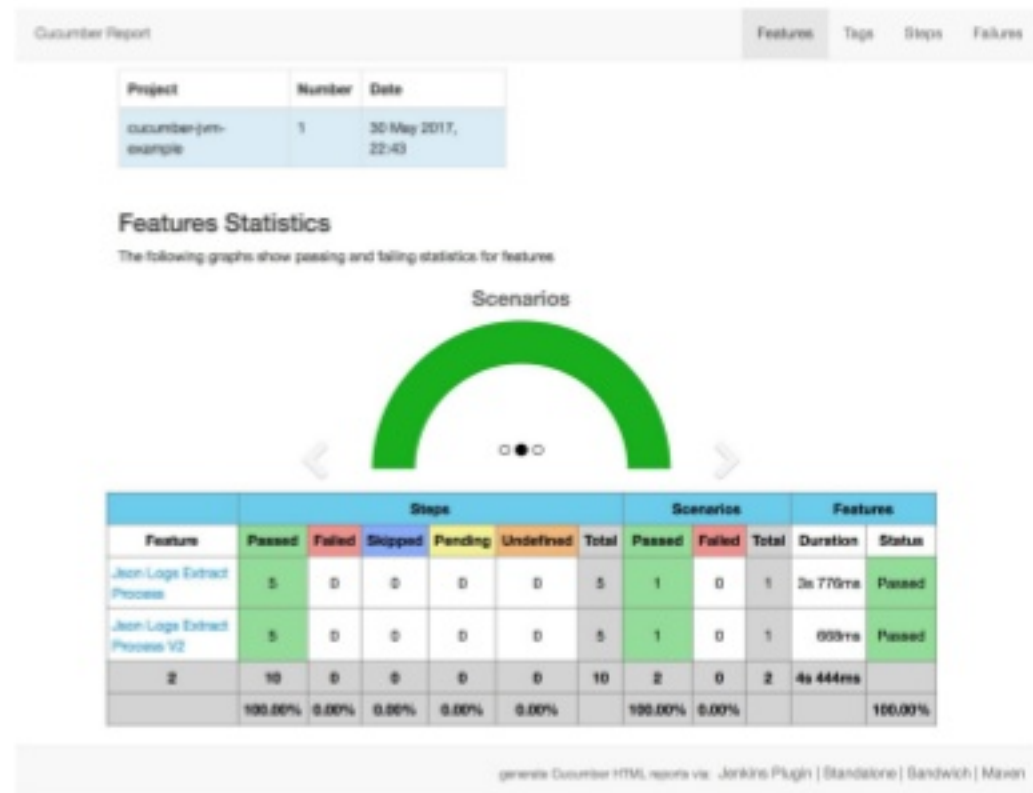 Cucumber Report
Features Tags Steps Failures
Project Number Date
cucumber-jvm-example 1 30 May 2017, 22:43
Features Statistics
The following graphs show passing and failing statistics for features
Scenarios
Steps Scenarios Features
Feature Passed Failed Skipped Pending Undefined Total Passed Failed Total Duration Status
Json Logs Extract Process 5 0 0 0 0 5 1 0 1 3s 776ms Passed
Json Logs Extract Process V2 5 0 0 0 0 5 1 0 1 668ms Passed
2 10 0 0 0 0 10 2 0 2 4s 444ms
100.00% 0.00% 0.00% 0.00% 0.00% 100.00% 0.00% 100.00%
generate Cucumber HTML reports via: Jenkins Plugin | Standalone | Sandwich | Maven